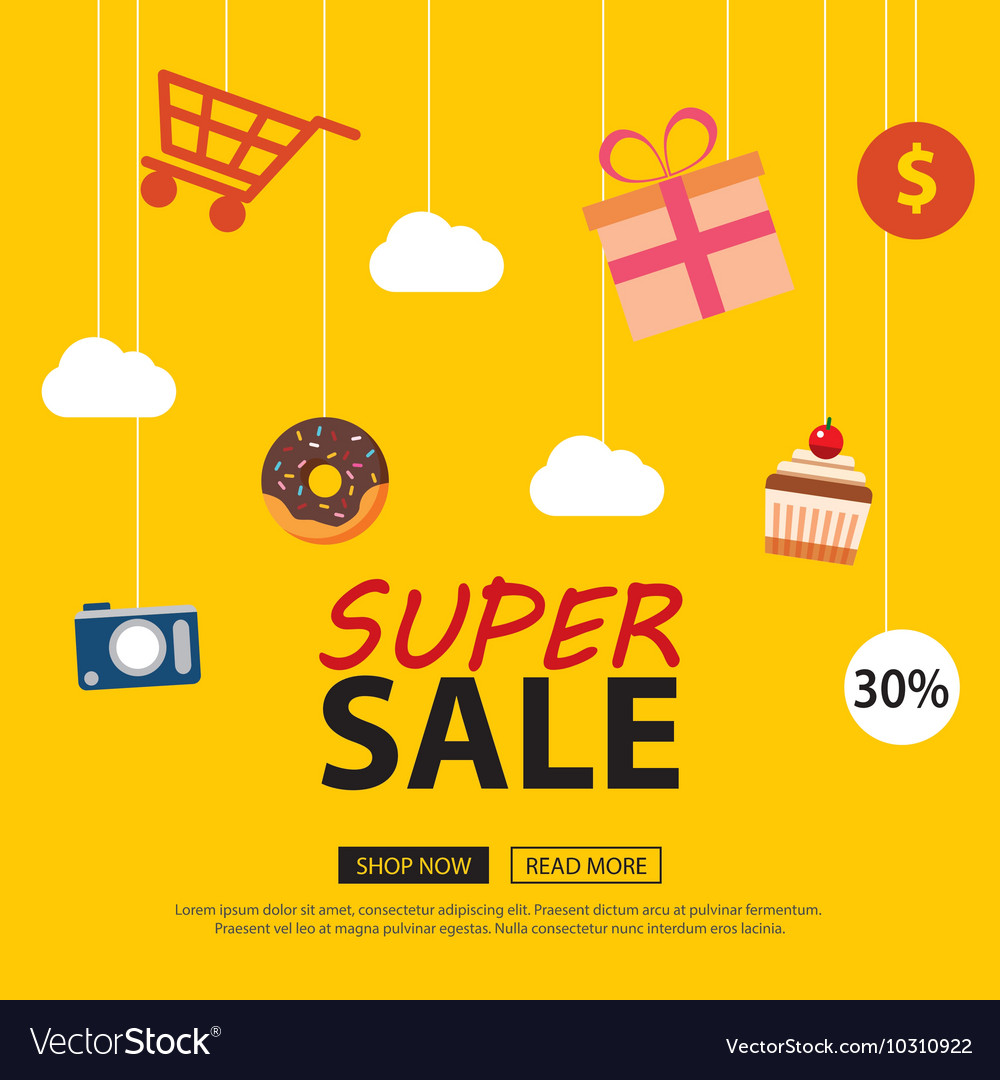 $
30%
SUPER
SALE
SHOP NOW
READ MORE
Lorem ipsum dolor sit amet, consectetur adipiscing elit. Praesent dictum arcu at pulvinar fermentum.
Praesent vel leo at magna pulvinar egestas. Nulla consectetur nunc interdum eros lacinia.
VectorStock®
VectorStock.com/10310922